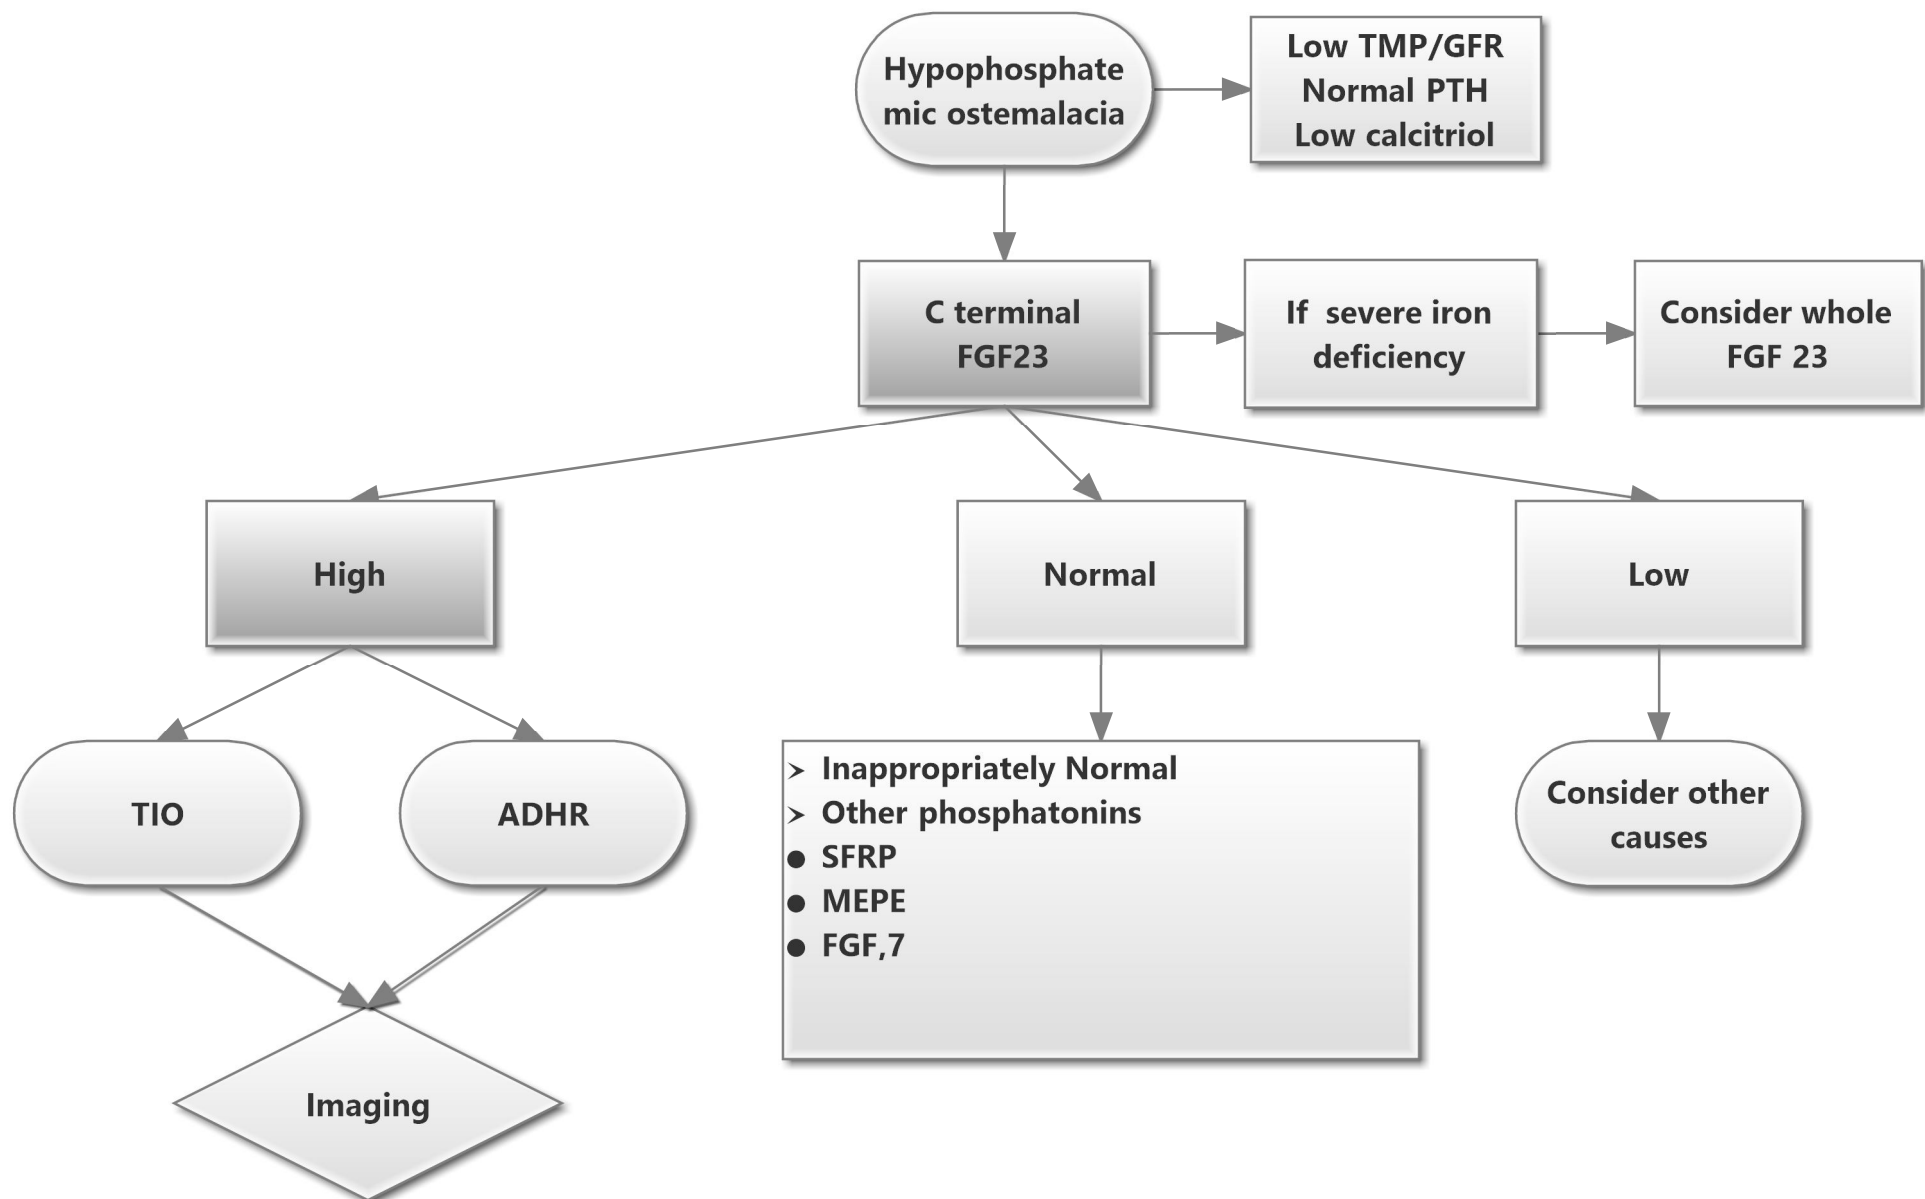 Hypophosphate
mic ostemalacia
Low TMP/GFR
Normal PTH
Low calcitriol
C terminal
FGF23
If severe iron
deficiency
Consider whole
FGF 23
High
Normal
Low
TIO
ADHR
➢ Inappropriately Normal
➢ Other phosphatonins
● SFRP
● MEPE
● FGF,7
Consider other
causes
Imaging